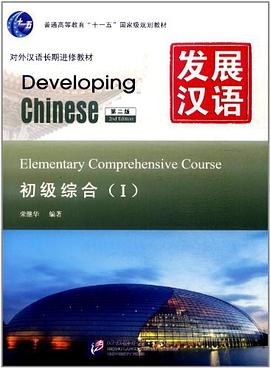 普通高等教育“十一五”国家级规划教材
对外汉语长期进修教材
发展
汉语
Developing
Chinese
第二版
2nd Edition
Elementary Comprehensive Course
初级综合（Ⅰ）
荣继华 编著